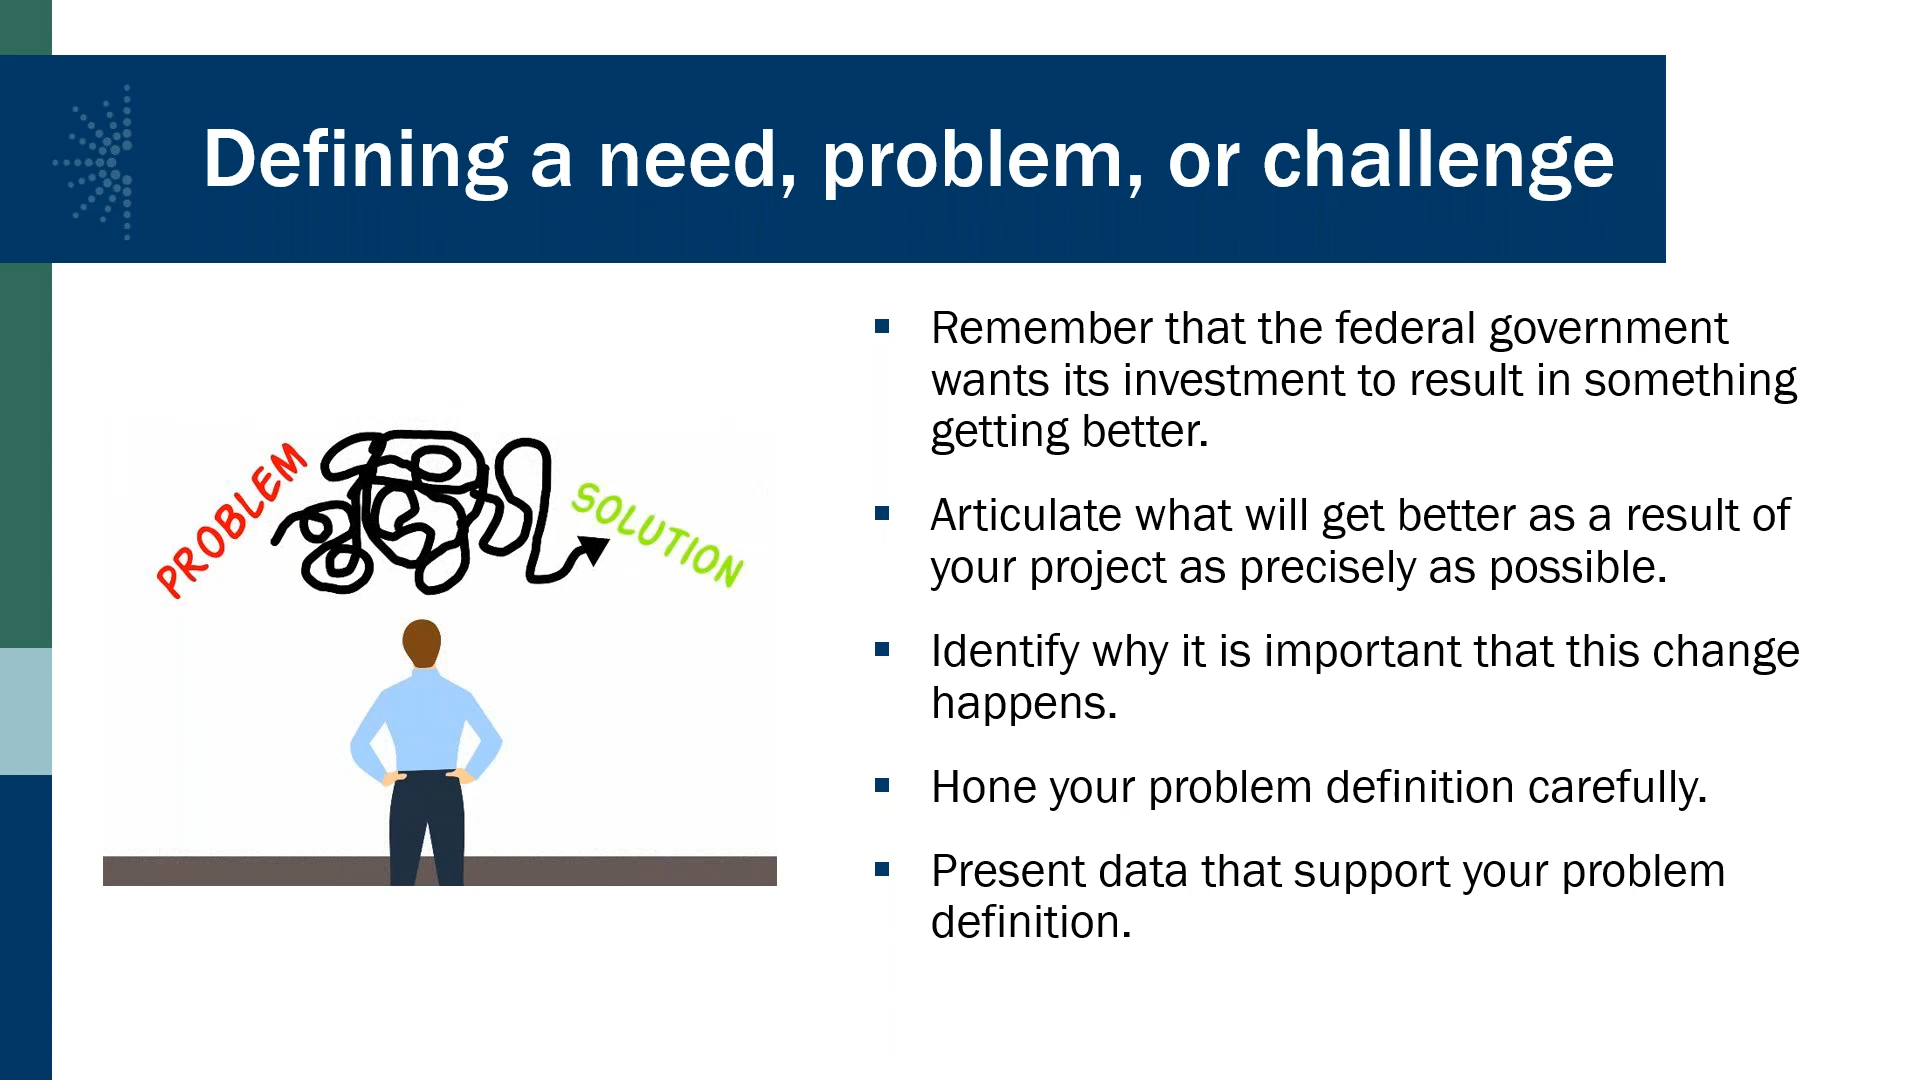 Defining a need, problem, or challenge
PROBLEM
SOLUTION
▪ Remember that the federal government
wants its investment to result in something
getting better.
▪ Articulate what will get better as a result of
your project as precisely as possible.
▪ Identify why it is important that this change
happens.
▪ Hone your problem definition carefully.
▪ Present data that support your problem
definition.